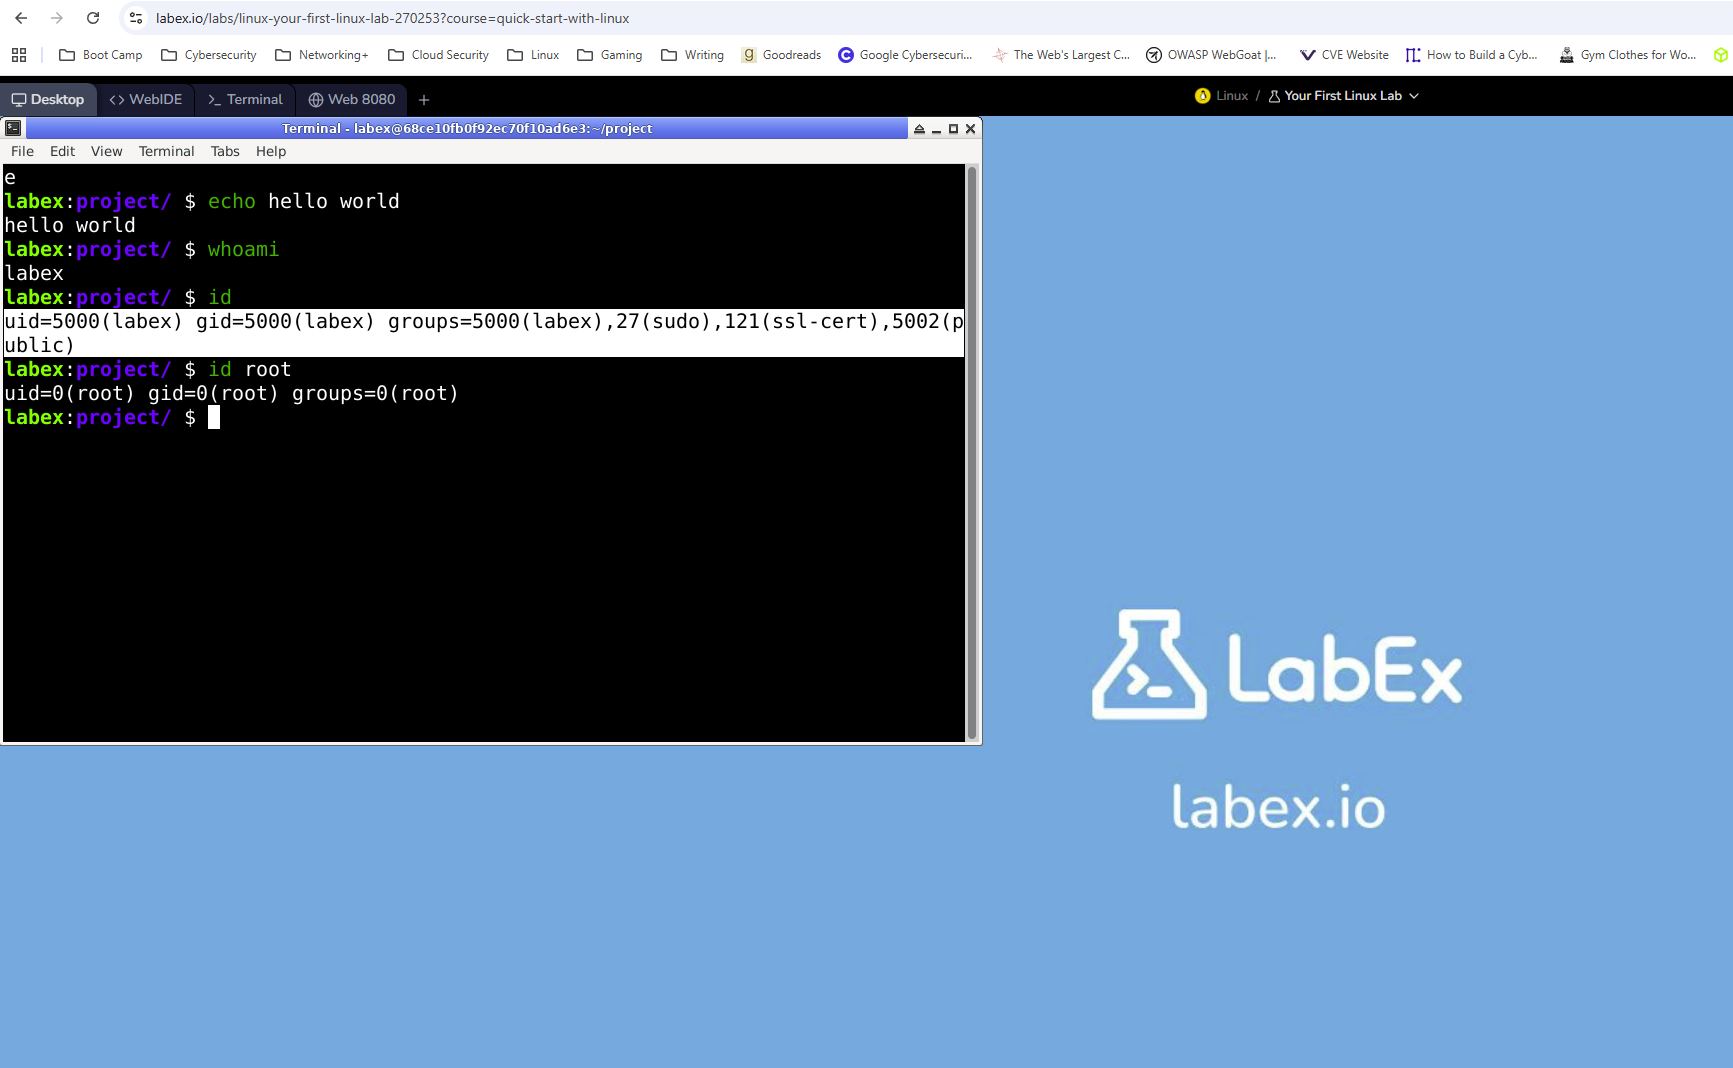 labex.io/labs/linux-your-first-linux-lab-270253?course=quick-start-with-linux
Boot Camp Cybersecurity Networking+ Cloud Security Linux Gaming Writing Goodreads Google Cybersecuri... The Web's Largest C... OWASP WebGoat |... CVE Website How to Build a Cyb... Gym Clothes for Wo...
Desktop WebIDE Terminal Web 8080 + Linux / Your First Linux Lab
Terminal - labex@68ce10fb0f92ec70f10ad6e3:~/project
File Edit View Terminal Tabs Help
e
labex:project/ $ echo hello world
hello world
labex:project/ $ whoami
labex
labex:project/ $ id
uid=5000(labex) gid=5000(labex) groups=5000(labex),27(sudo),121(ssl-cert),5002(p
ublic)
labex:project/ $ id root
uid=0(root) gid=0(root) groups=0(root)
labex:project/ $
LabEx
labex.io